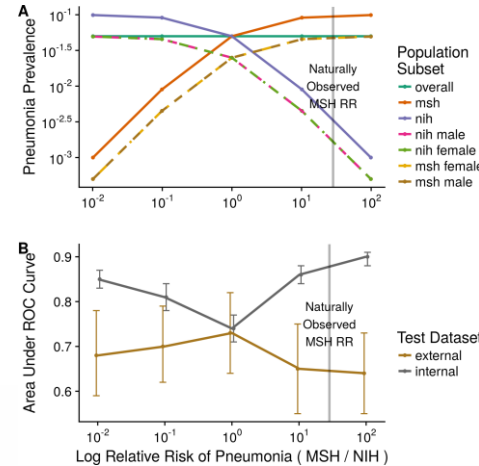 A
Pneumonia Prevalence
10^-1
10^-1.5
10^-2
10^-2.5
10^-3
Naturally
Observed
MSH RR
10^-2
10^-1
10^0
10^1
10^2
Population
Subset
overall
msh
nih
nih male
nih female
msh female
msh male
B
Area Under ROC Curve
0.9
0.8
0.7
0.6
Naturally
Observed
MSH RR
10^-2
10^-1
10^0
10^1
10^2
Log Relative Risk of Pneumonia ( MSH / NIH )
Test Dataset
external
internal